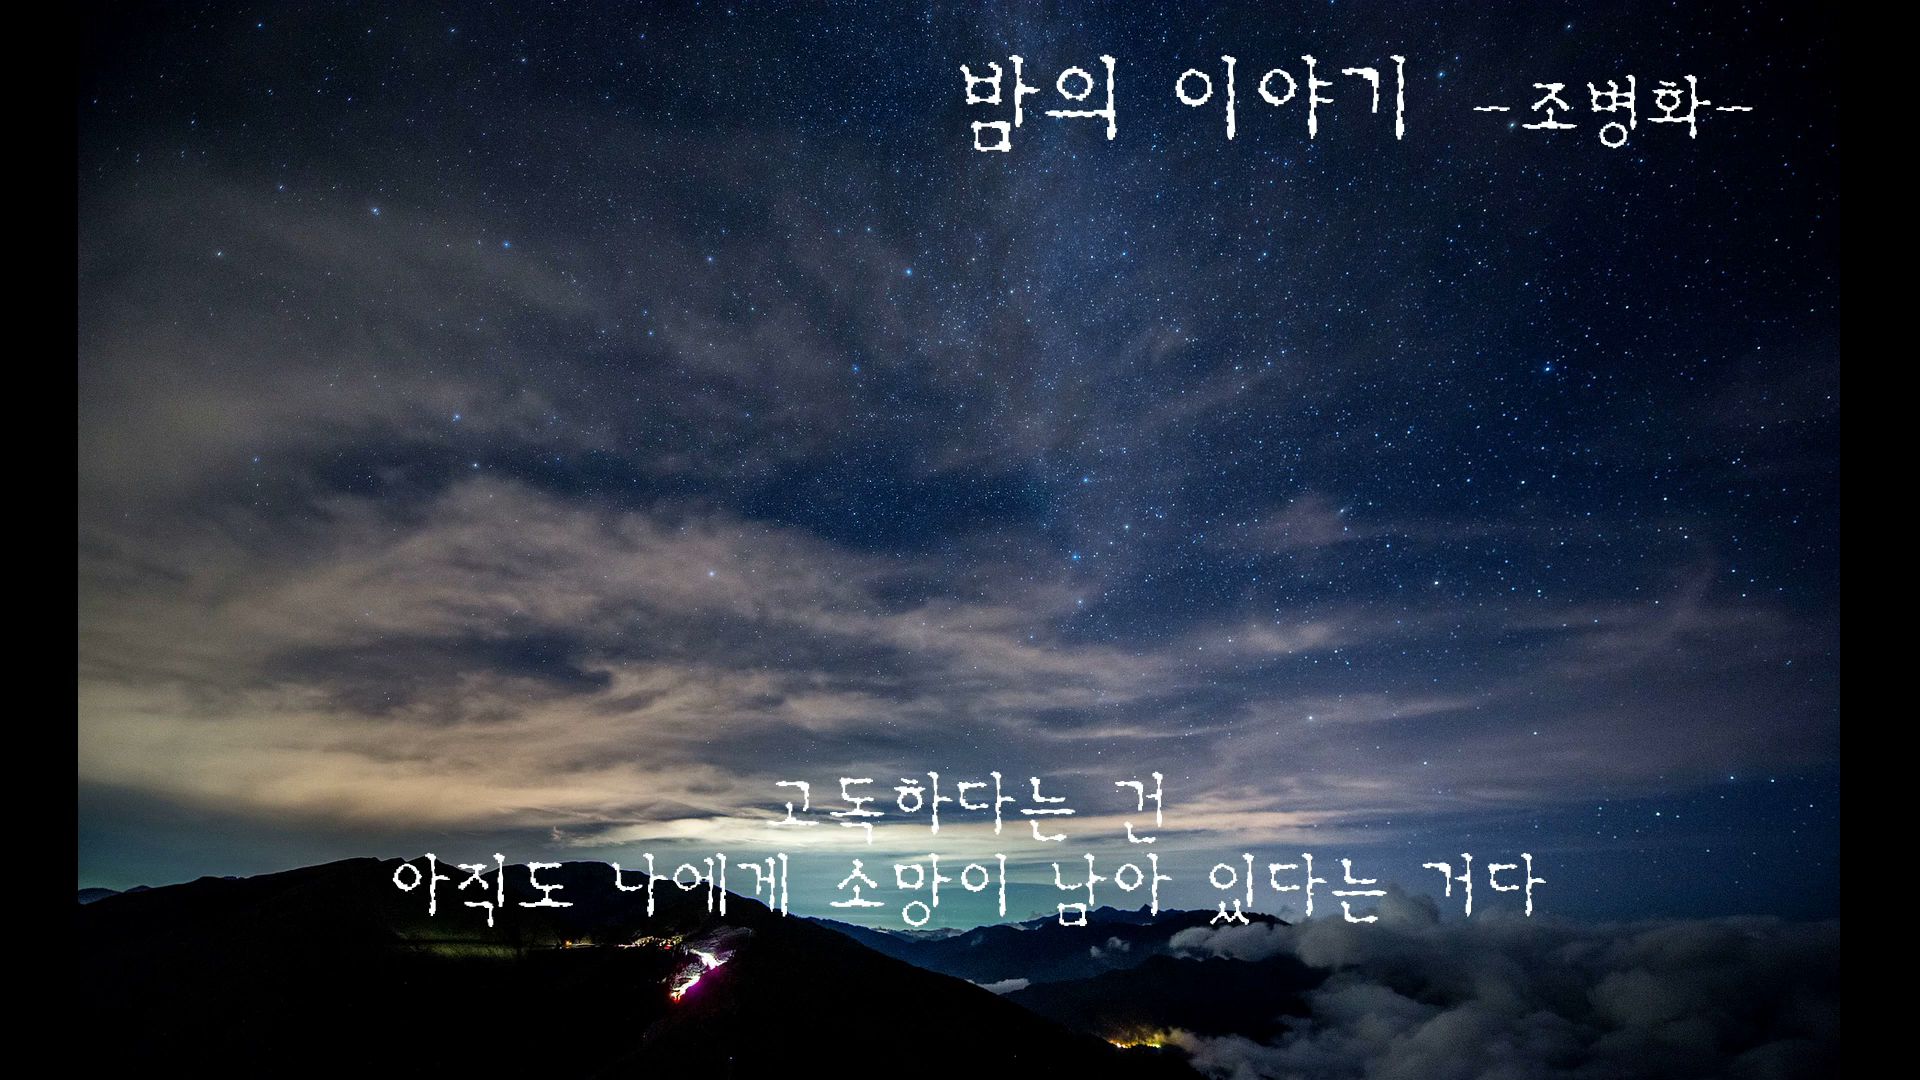 밤의 이야기 -조병화-
고독하다는 건
아직도 나에게 소망이 남아 있다는 거다